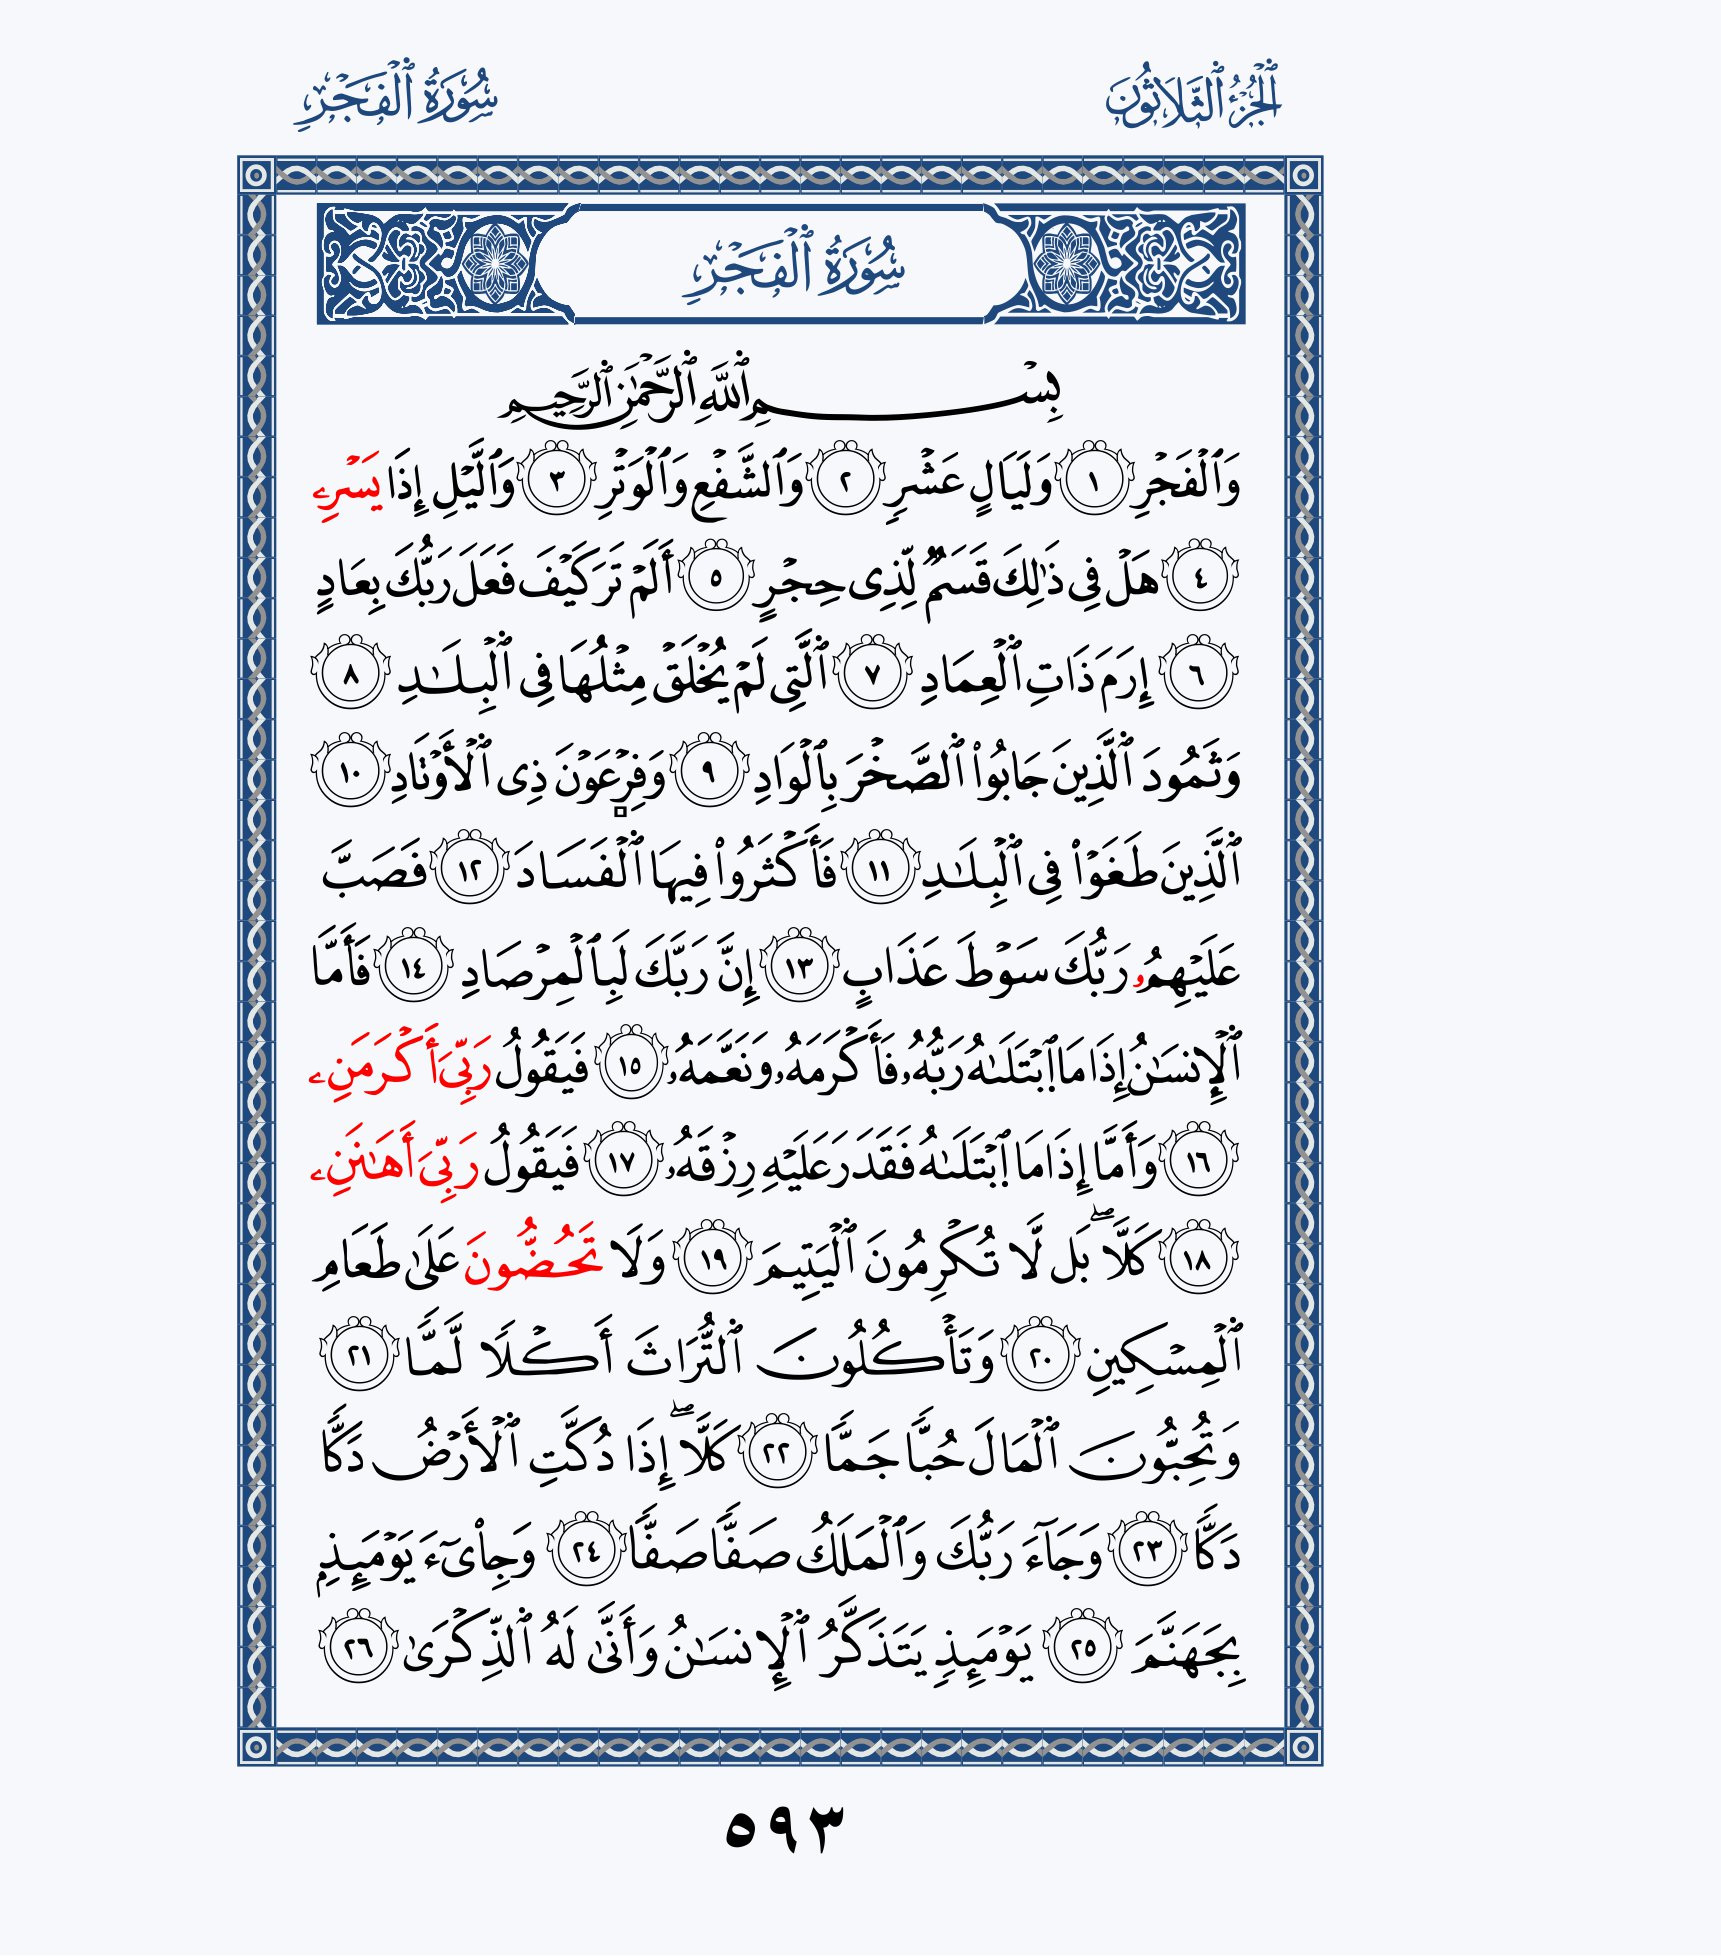 ٱلْجُزْءُ ٱلثَّلَاثُونَ
سُورَةُ ٱلْفَجْرِ
سُورَةُ ٱلْفَجْرِ
بِسْمِ ٱللَّهِ ٱلرَّحْمَٰنِ ٱلرَّحِيمِ
وَٱلْفَجْرِ ١ وَلَيَالٍ عَشْرٍ ٢ وَٱلشَّفْعِ وَٱلْوَتْرِ ٣ وَٱلَّيْلِ إِذَا يَسْرِۦ
٤ هَلْ فِى ذَٰلِكَ قَسَمٌ لِّذِى حِجْرٍ ٥ أَلَمْ تَرَ كَيْفَ فَعَلَ رَبُّكَ بِعَادٍ
٦ إِرَمَ ذَاتِ ٱلْعِمَادِ ٧ ٱلَّتِى لَمْ يُخْلَقْ مِثْلُهَا فِى ٱلْبِلَـٰدِ ٨
وَثَمُودَ ٱلَّذِينَ جَابُوا۟ ٱلصَّخْرَ بِٱلْوَادِ ٩ وَفِرْعَوْنَ ذِى ٱلْأَوْتَادِ ١٠
ٱلَّذِينَ طَغَوْا۟ فِى ٱلْبِلَـٰدِ ١١ فَأَكْثَرُوا۟ فِيهَا ٱلْفَسَادَ ١٢ فَصَبَّ
عَلَيْهِمُۥ رَبُّكَ سَوْطَ عَذَابٍ ١٣ إِنَّ رَبَّكَ لَبِٱلْمِرْصَادِ ١٤ فَأَمَّا
ٱلْإِنسَـٰنُ إِذَا مَا ٱبْتَلَىٰهُ رَبُّهُۥ فَأَكْرَمَهُۥ وَنَعَّمَهُۥ ١٥ فَيَقُولُ رَبِّىَ أَكْرَمَنِۦ
١٦ وَأَمَّا إِذَا مَا ٱبْتَلَىٰهُ فَقَدَرَ عَلَيْهِ رِزْقَهُۥ ١٧ فَيَقُولُ رَبِّىَ أَهَـٰنَنِۦ
١٨ كَلَّاۖ بَل لَّا تُكْرِمُونَ ٱلْيَتِيمَ ١٩ وَلَا تَحُضُّونَ عَلَىٰ طَعَامِ
ٱلْمِسْكِينِ ٢٠ وَتَأْكُلُونَ ٱلتُّرَاثَ أَكْلًا لَّمًّا ٢١
وَتُحِبُّونَ ٱلْمَالَ حُبًّا جَمًّا ٢٢ كَلَّاۖ إِذَا دُكَّتِ ٱلْأَرْضُ دَكًّا
دَكًّا ٢٣ وَجَآءَ رَبُّكَ وَٱلْمَلَكُ صَفًّا صَفًّا ٢٤ وَجِا۟ىٓءَ يَوْمَئِذٍۭ
بِجَهَنَّمَ ٢٥ يَوْمَئِذٍ يَتَذَكَّرُ ٱلْإِنسَـٰنُ وَأَنَّىٰ لَهُ ٱلذِّكْرَىٰ ٢٦
٥٩٣